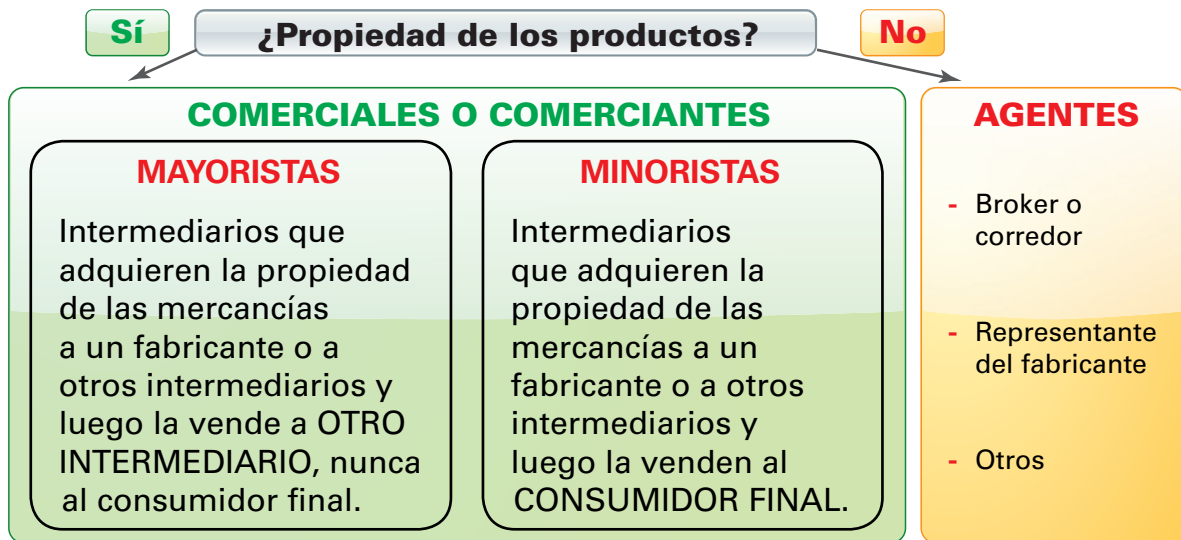 Sí
¿Propiedad de los productos?
No
COMERCIALES O COMERCIANTES
MAYORISTAS
Intermediarios que
adquieren la propiedad
de las mercancías
a un fabricante o a
otros intermediarios y
luego la vende a OTRO
INTERMEDIARIO, nunca
al consumidor final.
MINORISTAS
Intermediarios
que adquieren la
propiedad de las
mercancías a un
fabricante o a otros
intermediarios y
luego la venden al
CONSUMIDOR FINAL.
AGENTES
- Broker o
corredor
- Representante
del fabricante
- Otros